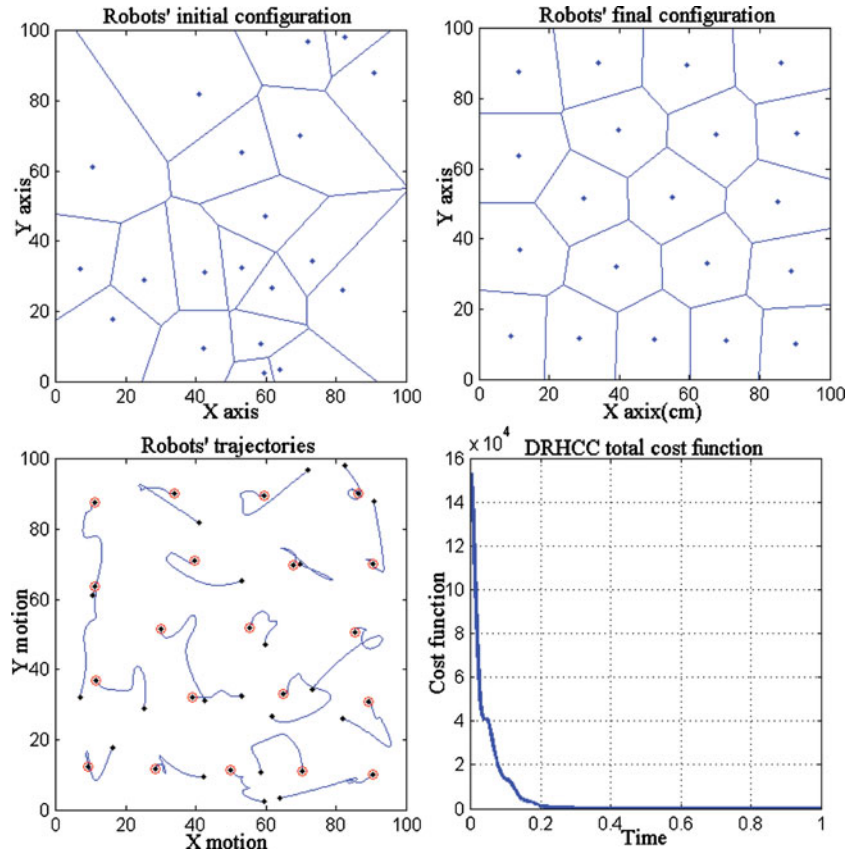 Robots' initial configuration
100
80
60
40
20
0
Y axis
0 20 40 60 80 100
X axis
Robots' final configuration
100
80
60
40
20
0
Y axis
0 20 40 60 80 100
X axix(cm)
Robots' trajectories
100
80
60
40
20
0
Y motion
0 20 40 60 80 100
X motion
DRHCC total cost function
× 10^4
16
14
12
10
8
6
4
2
0
Cost function
0 0.2 0.4 0.6 0.8 1
Time